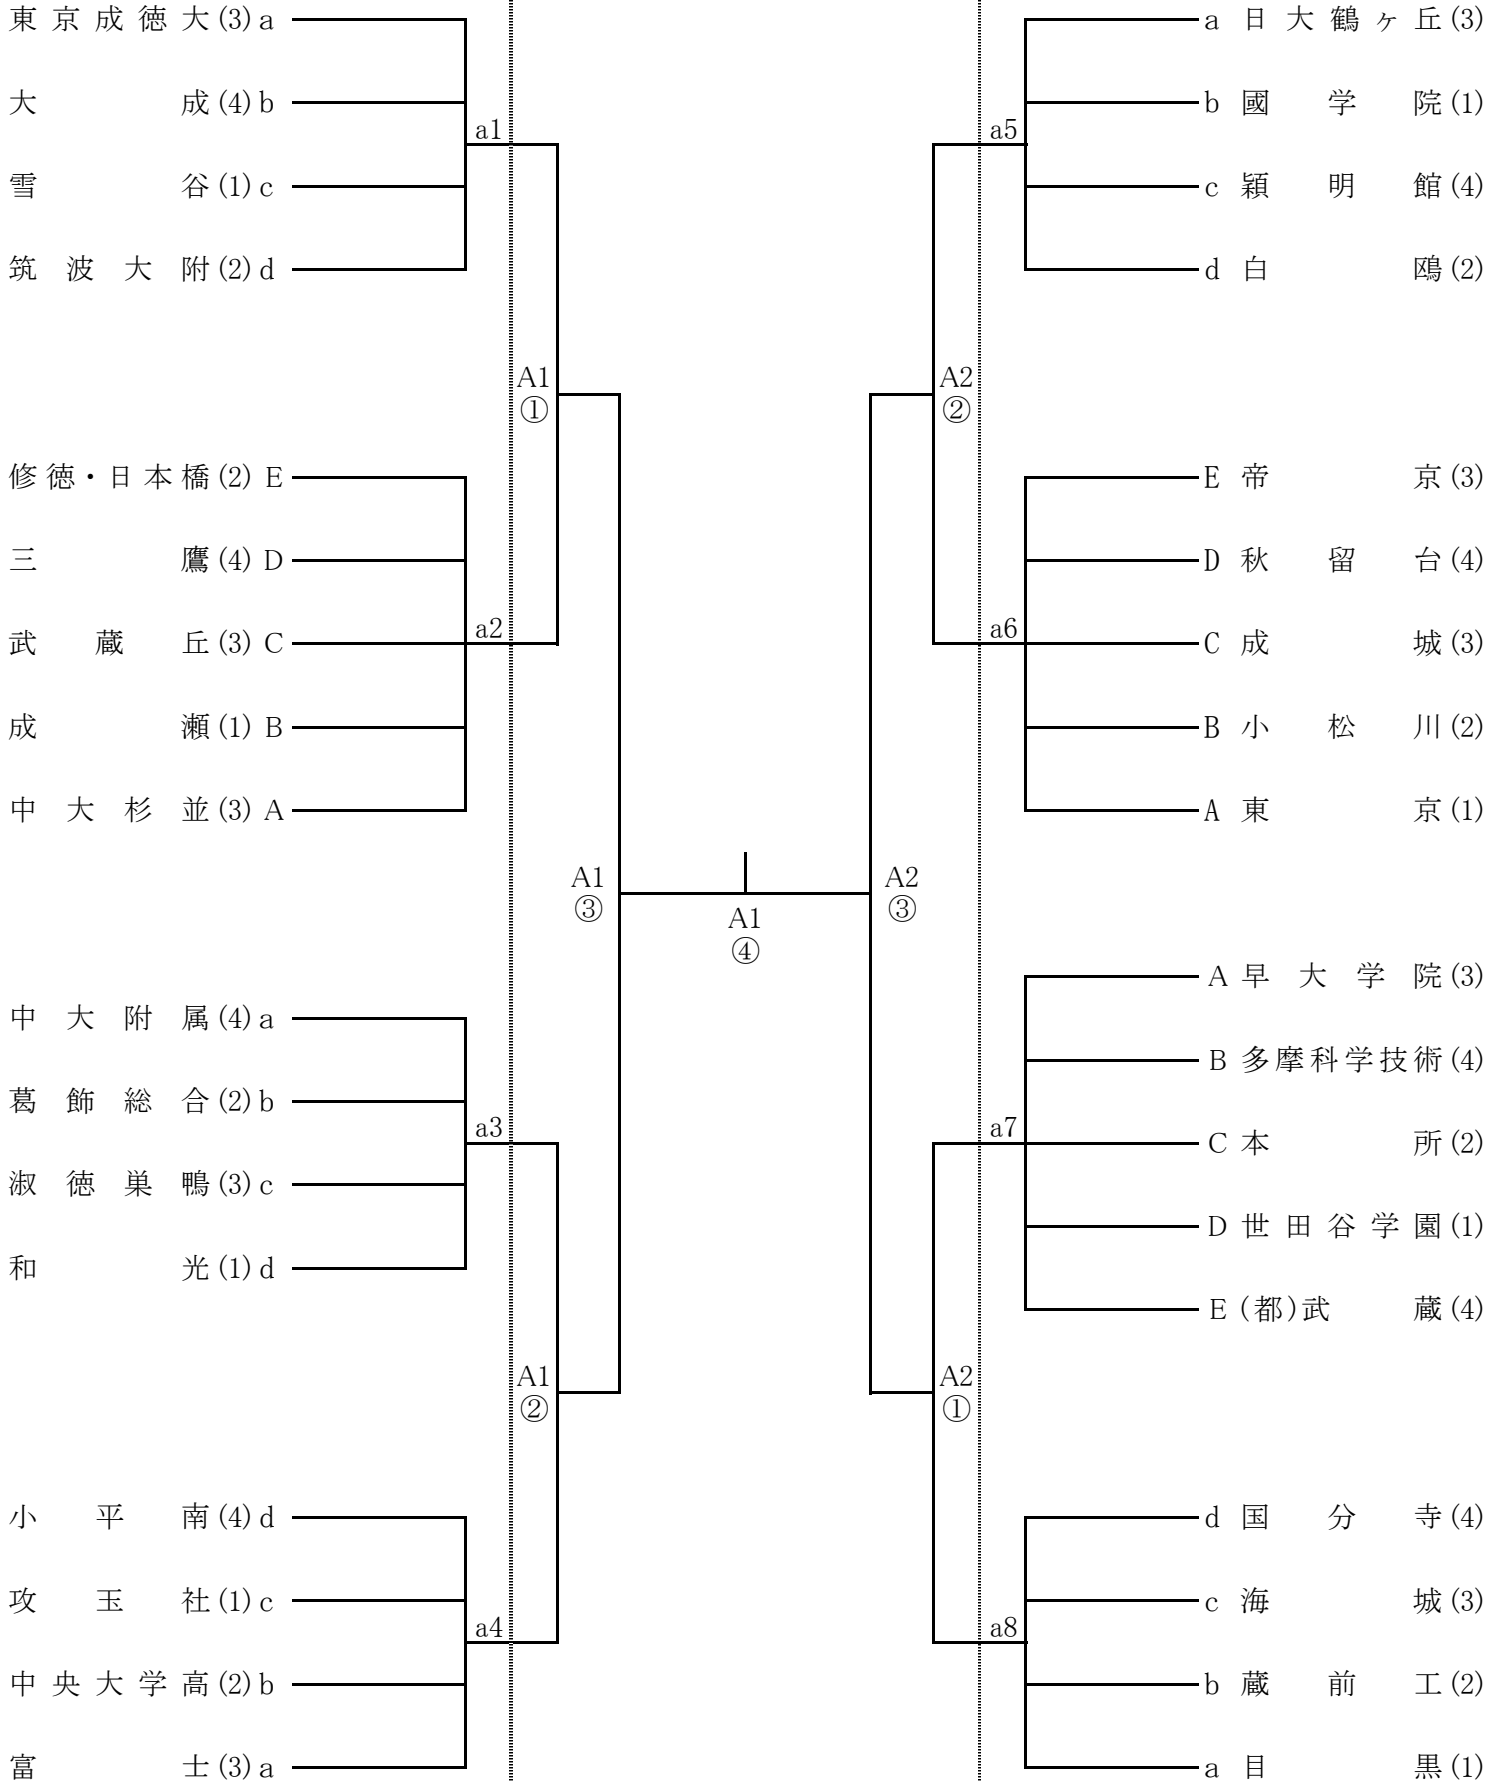 東京成徳大(3)a
大成(4)b
a1
雪谷(1)c
筑波大附(2)d
A1
①
修徳・日本橋(2) E
三鷹(4) D
a2
武蔵丘(3) C
成瀬(1) B
中大杉並(3) A
A1
③
中大附属(4)a
葛飾総合(2)b
a3
淑徳巣鴨(3)c
和光(1)d
A1
②
小平南(4)d
攻玉社(1)c
a4
中央大学高(2)b
富士(3)a
A1
④
a 日大鶴ヶ丘(3)
b 國学院(1)
a5
c 穎明館(4)
d 白鴎(2)
A2
②
E 帝京(3)
D 秋留台(4)
a6
C 成城(3)
B 小松川(2)
A 東京(1)
A2
③
A 早大学院(3)
B 多摩科学技術(4)
a7
C 本所(2)
D 世田谷学園(1)
E (都)武蔵(4)
A2
①
d 国分寺(4)
c 海城(3)
a8
b 蔵前工(2)
a 目黒(1)